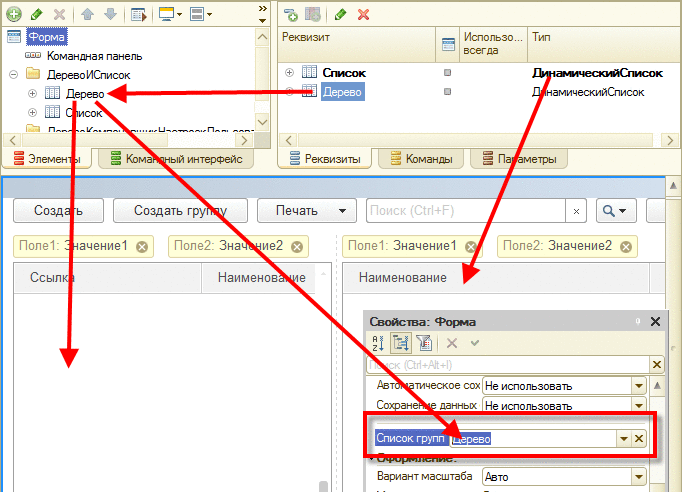 Форма
Командная панель
ДеревоИСписок
Дерево
Список
ДеревоКомпоновщикНастроекПользова
Элементы
Командный интерфейс
Реквизит
Использо...
всегда
Тип
Список
ДинамическийСписок
Дерево
ДинамическийСписок
Реквизиты
Команды
Параметры
Создать
Создать группу
Печать
Поиск (Ctrl+F)
Поле1: Значение1
Поле2: Значение2
Поле1: Значение1
Поле2: Значение2
Ссылка
Наименование
Наименование
Свойства: Форма
Поиск (Ctrl+Alt+I)
Автоматическое сох
Не использовать
Сохранение данных
Не использовать
Список групп
Дерево
Оформление:
Вариант масштаба
Авто